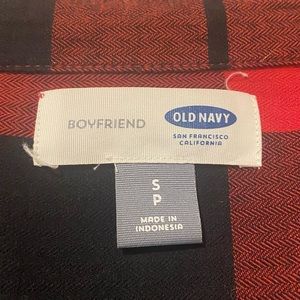 BOYFRIEND
OLD NAVY
SAN FRANCISCO
CALIFORNIA
S
P
MADE IN
INDONESIA